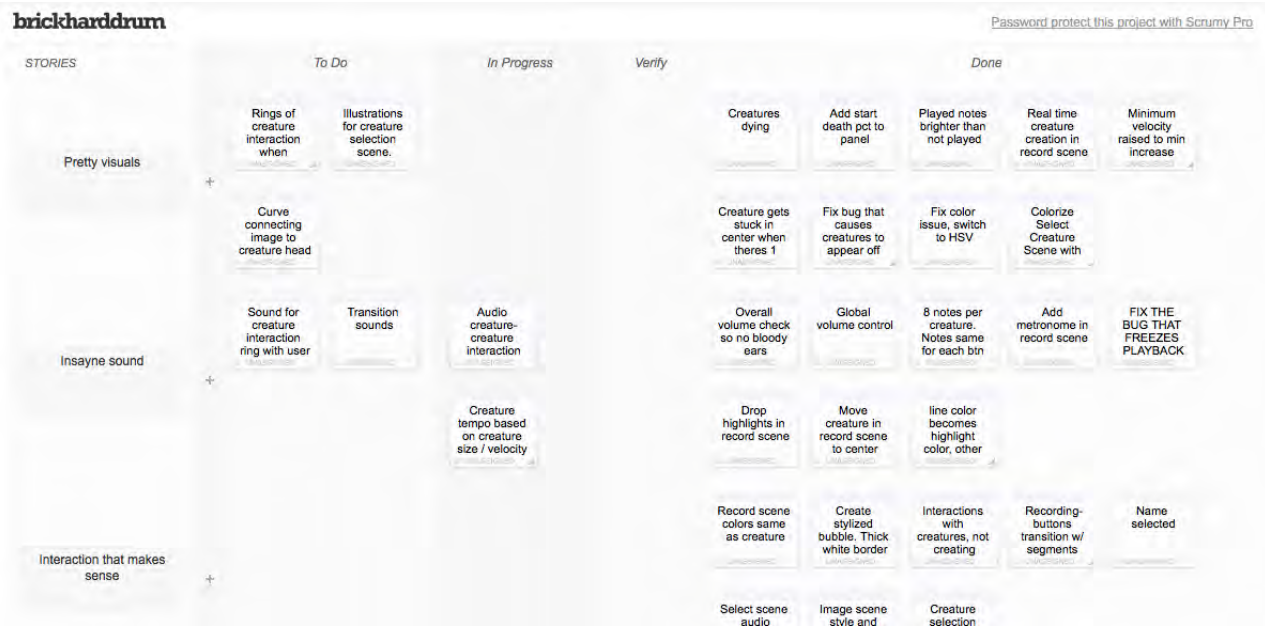 brickharddrum
Password protect this project with Scrumy Pro
STORIES
To Do
In Progress
Verify
Done
Pretty visuals
+
Rings of
creature
interaction
when
Illustrations
for creature
selection
scene.
Creatures
dying
Add start
death pct to
panel
Played notes
brighter than
not played
Real time
creature
creation in
record scene
Minimum
velocity
raised to min
increase
Curve
connecting
image to
creature head
Creature gets
stuck in
center when
theres 1
Fix bug that
causes
creatures to
appear off
Fix color
issue, switch
to HSV
Colorize
Select
Creature
Scene with
Insayne sound
+
Sound for
creature
interaction
ring with user
Transition
sounds
Audio
creature-
interaction
Overall
volume check
so no bloody
ears
Global
volume control
8 notes per
creature.
Notes same
for each btn
Add
metronome in
record scene
FIX THE
BUG THAT
FREEZES
PLAYBACK
Creature
tempo based
on creature
size / velocity
Drop
highlights in
record scene
Move
creature in
record scene
to center
line color
becomes
highlight
color, other
Interaction that makes
sense
+
Record scene
colors same
as creature
Create
stylized
bubble. Thick
white border
Interactions
with
creatures, not
creating
Recording-
buttons
transition w/
segments
Name
selected
Select scene
audio
Image scene
style and
Creature
selection